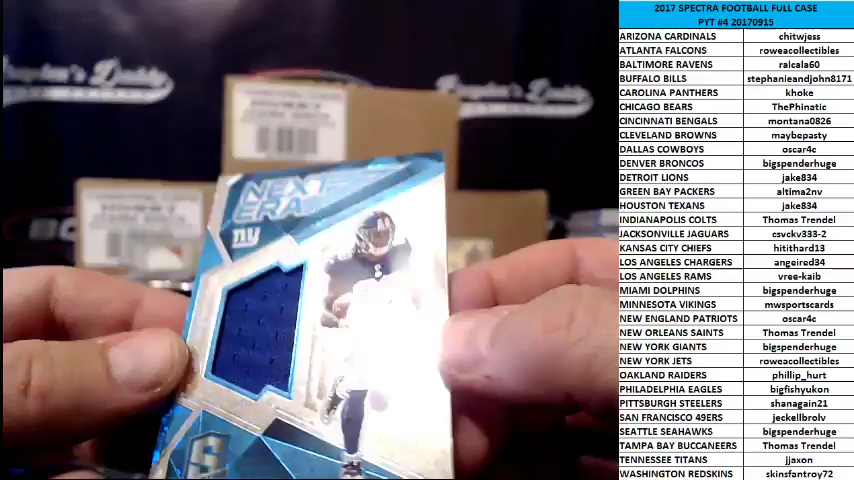 2017 SPECTRA FOOTBALL FULL CASE
PYT #4 20170915
ARIZONA CARDINALS chitwjess
ATLANTA FALCONS roweacollectibles
BALTIMORE RAVENS ralcala60
BUFFALO BILLS stephanieandjohn8171
CAROLINA PANTHERS khoke
CHICAGO BEARS ThePhinatic
CINCINNATI BENGALS montana0826
CLEVELAND BROWNS maybepasty
DALLAS COWBOYS oscar4c
DENVER BRONCOS bigspenderhuge
DETROIT LIONS jake834
GREEN BAY PACKERS altima2nv
HOUSTON TEXANS jake834
INDIANAPOLIS COLTS Thomas Trendel
JACKSONVILLE JAGUARS csvckv333-2
KANSAS CITY CHIEFS hitithard13
LOS ANGELES CHARGERS angeired34
LOS ANGELES RAMS vree-kaib
MIAMI DOLPHINS bigspenderhuge
MINNESOTA VIKINGS mwsportscards
NEW ENGLAND PATRIOTS oscar4c
NEW ORLEANS SAINTS Thomas Trendel
NEW YORK GIANTS bigspenderhuge
NEW YORK JETS roweacollectibles
OAKLAND RAIDERS phillip_hurt
PHILADELPHIA EAGLES bigfishyukon
PITTSBURGH STEELERS shanagain21
SAN FRANCISCO 49ERS jeckellbrolv
SEATTLE SEAHAWKS bigspenderhuge
TAMPA BAY BUCCANEERS Thomas Trendel
TENNESSEE TITANS jjaxon
WASHINGTON REDSKINS skinsfantroy72
NEXT
ERA
ny
S